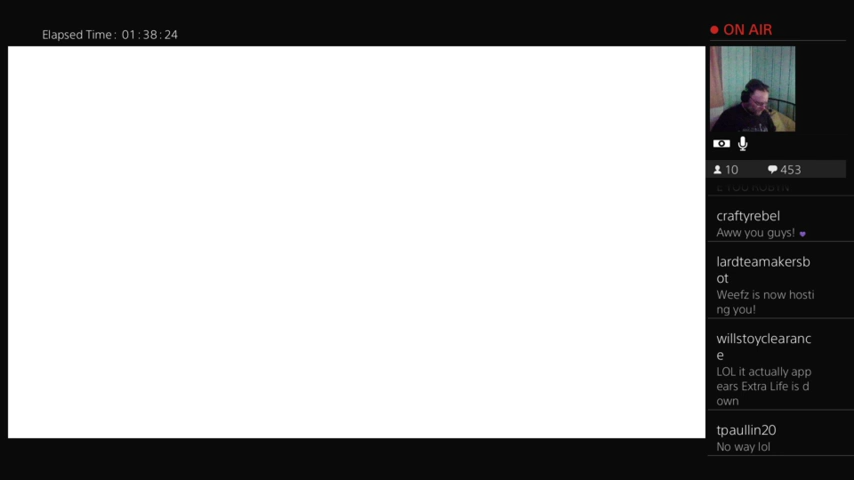 Elapsed Time: 01:38:24
ON AIR
10 453
craftyrebel
Aww you guys!
lardteamakersb
ot
Weefz is now hosti
ng you!
willstoyclearanc
e
LOL it actually app
ears Extra Life is d
own
tpaullin20
No way lol